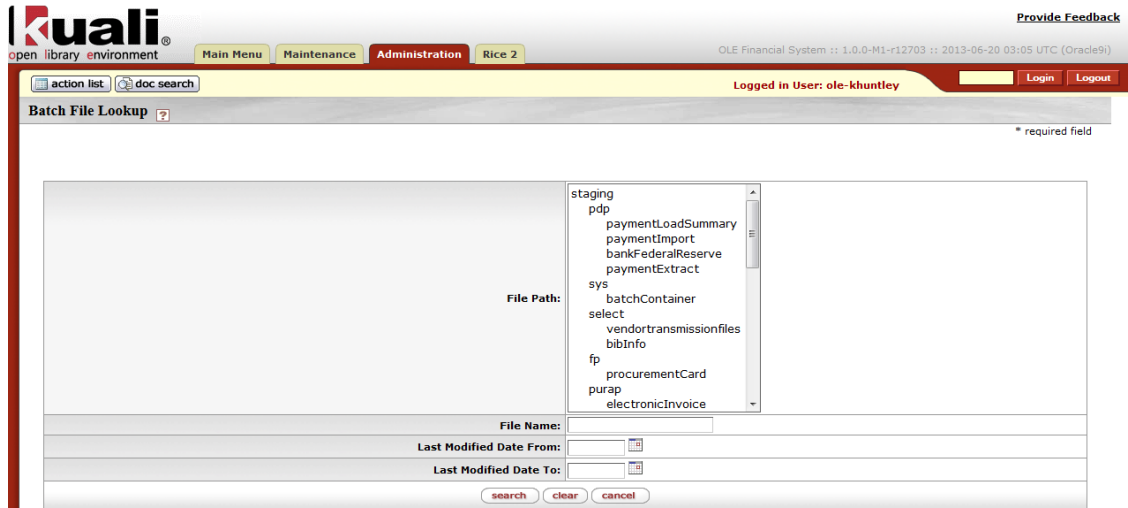 Provide Feedback
kuali®
open library environment
Main Menu Maintenance Administration Rice 2
OLE Financial System :: 1.0.0-M1-r12703 :: 2013-06-20 03:05 UTC (Oracle9i)
action list doc search
Logged in User: ole-khuntley
Login Logout
Batch File Lookup ?
* required field
File Path:
staging
pdp
paymentLoadSummary
paymentImport
bankFederalReserve
paymentExtract
sys
batchContainer
select
vendortransmissionfiles
bibInfo
fp
procurementCard
purap
electronicInvoice
File Name:
Last Modified Date From:
Last Modified Date To:
search clear cancel